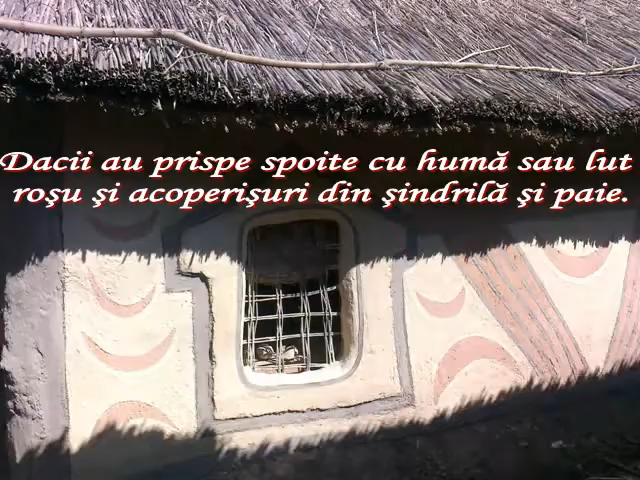 Dacii au prispe spoite cu humă sau lut
roşu şi acoperişuri din şindrilă şi paie.